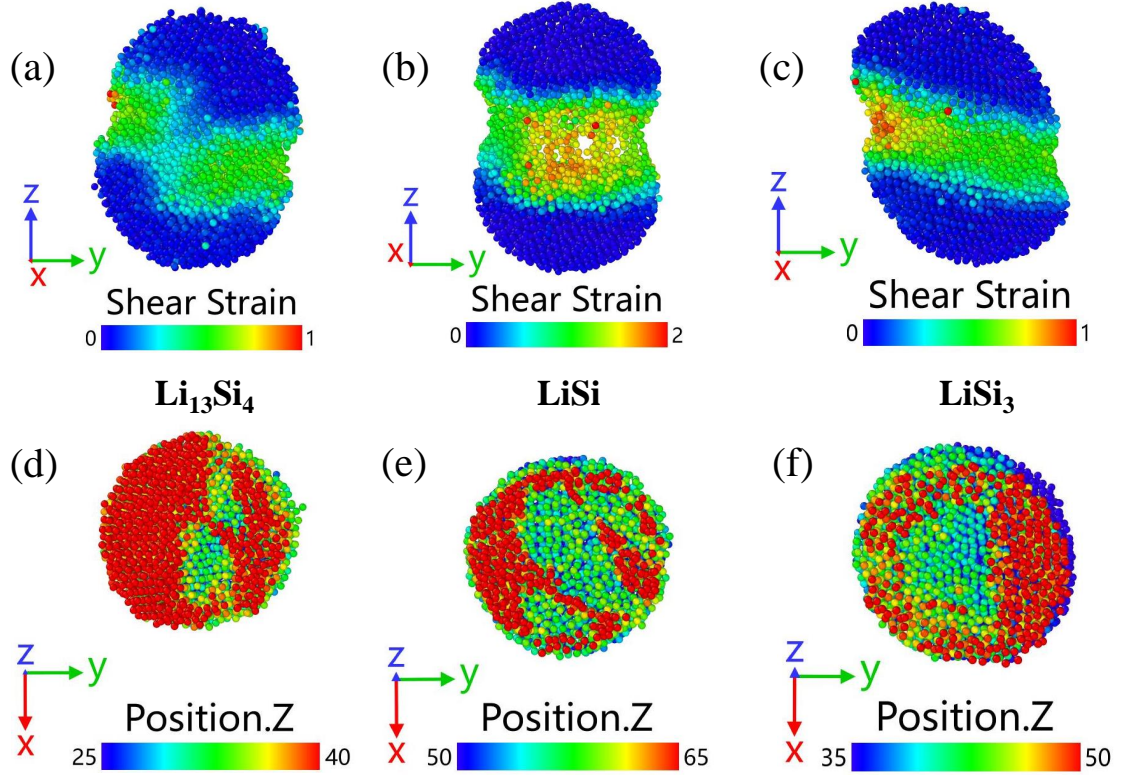 (a) (b) (c)
z y x z y x z y x
Shear Strain Shear Strain Shear Strain
0 1 0 2 0 1
Li₁₃Si₄ LiSi LiSi₃
(d) (e) (f)
z y x z y x z y x
Position.Z Position.Z Position.Z
25 40 50 65 35 50